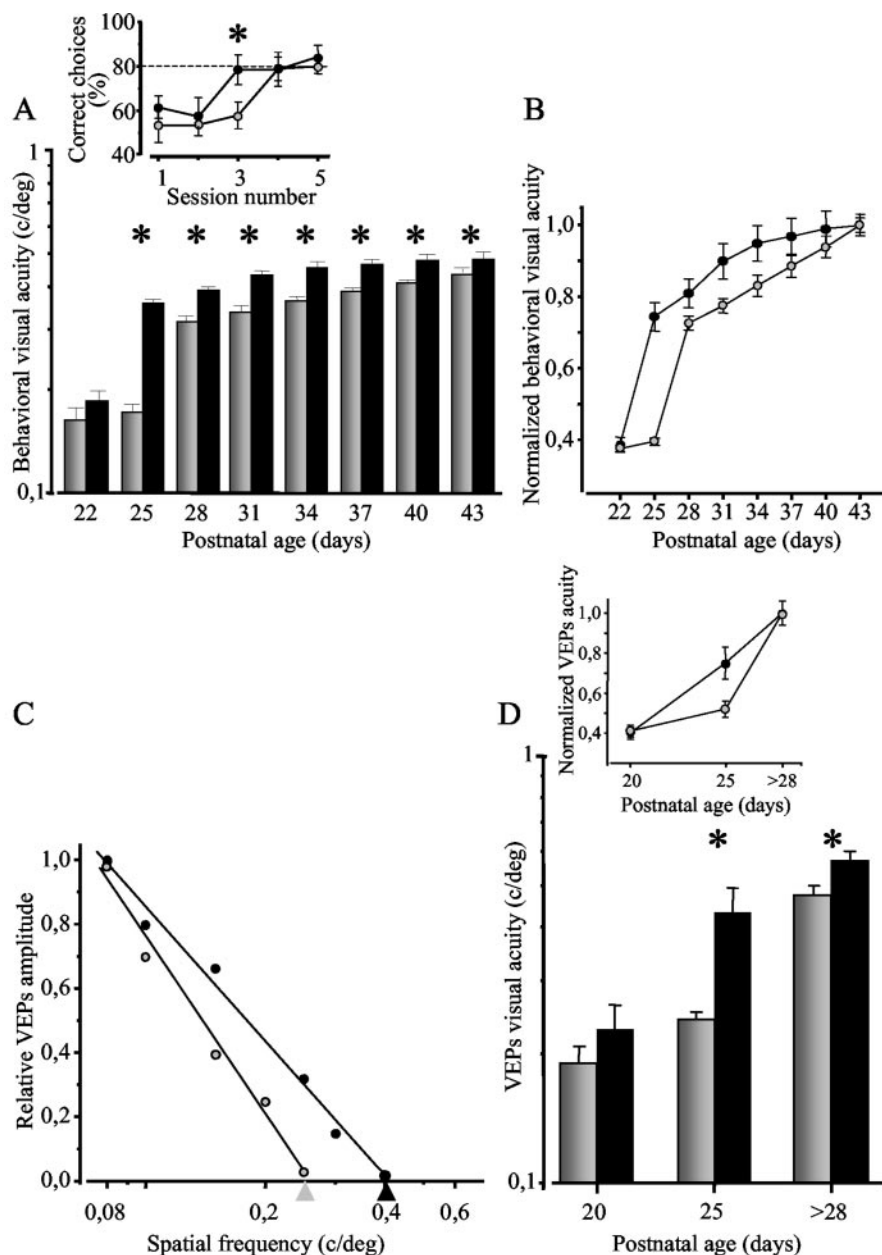 100
80
60
40
Correct choices
(%)
*
1
3
5
Session number
A
1
0,1
Behavioral visual acuity (c/deg)
* * * * * * *
22 25 28 31 34 37 40 43
Postnatal age (days)
B
1,0
0,8
0,6
0,4
Normalized behavioral visual acuity
22 25 28 31 34 37 40 43
Postnatal age (days)
C
1,0
0,8
0,6
0,4
0,2
0,0
Relative VEPs amplitude
0,08 0,2 0,4 0,6
Spatial frequency (c/deg)
D
1,0
0,8
0,6
0,4
Normalized VEPs acuity
20 25 >28
Postnatal age (days)
1
0,1
VEPs visual acuity (c/deg)
* *
20 25 >28
Postnatal age (days)